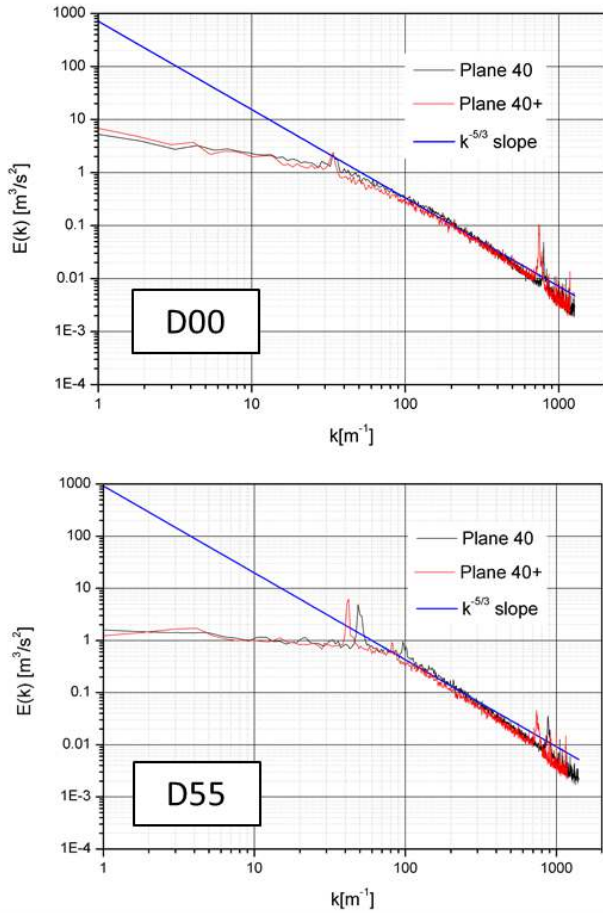 1000
100
10
1
0.1
0.01
1E-3
1E-4
E(k) [m³/s²]
Plane 40
Plane 40+
k⁻⁵/³ slope
D00
1 10 100 1000
k[m⁻¹]
1000
100
10
1
0.1
0.01
1E-3
1E-4
E(k) [m³/s²]
Plane 40
Plane 40+
k⁻⁵/³ slope
D55
1 10 100 1000
k[m⁻¹]